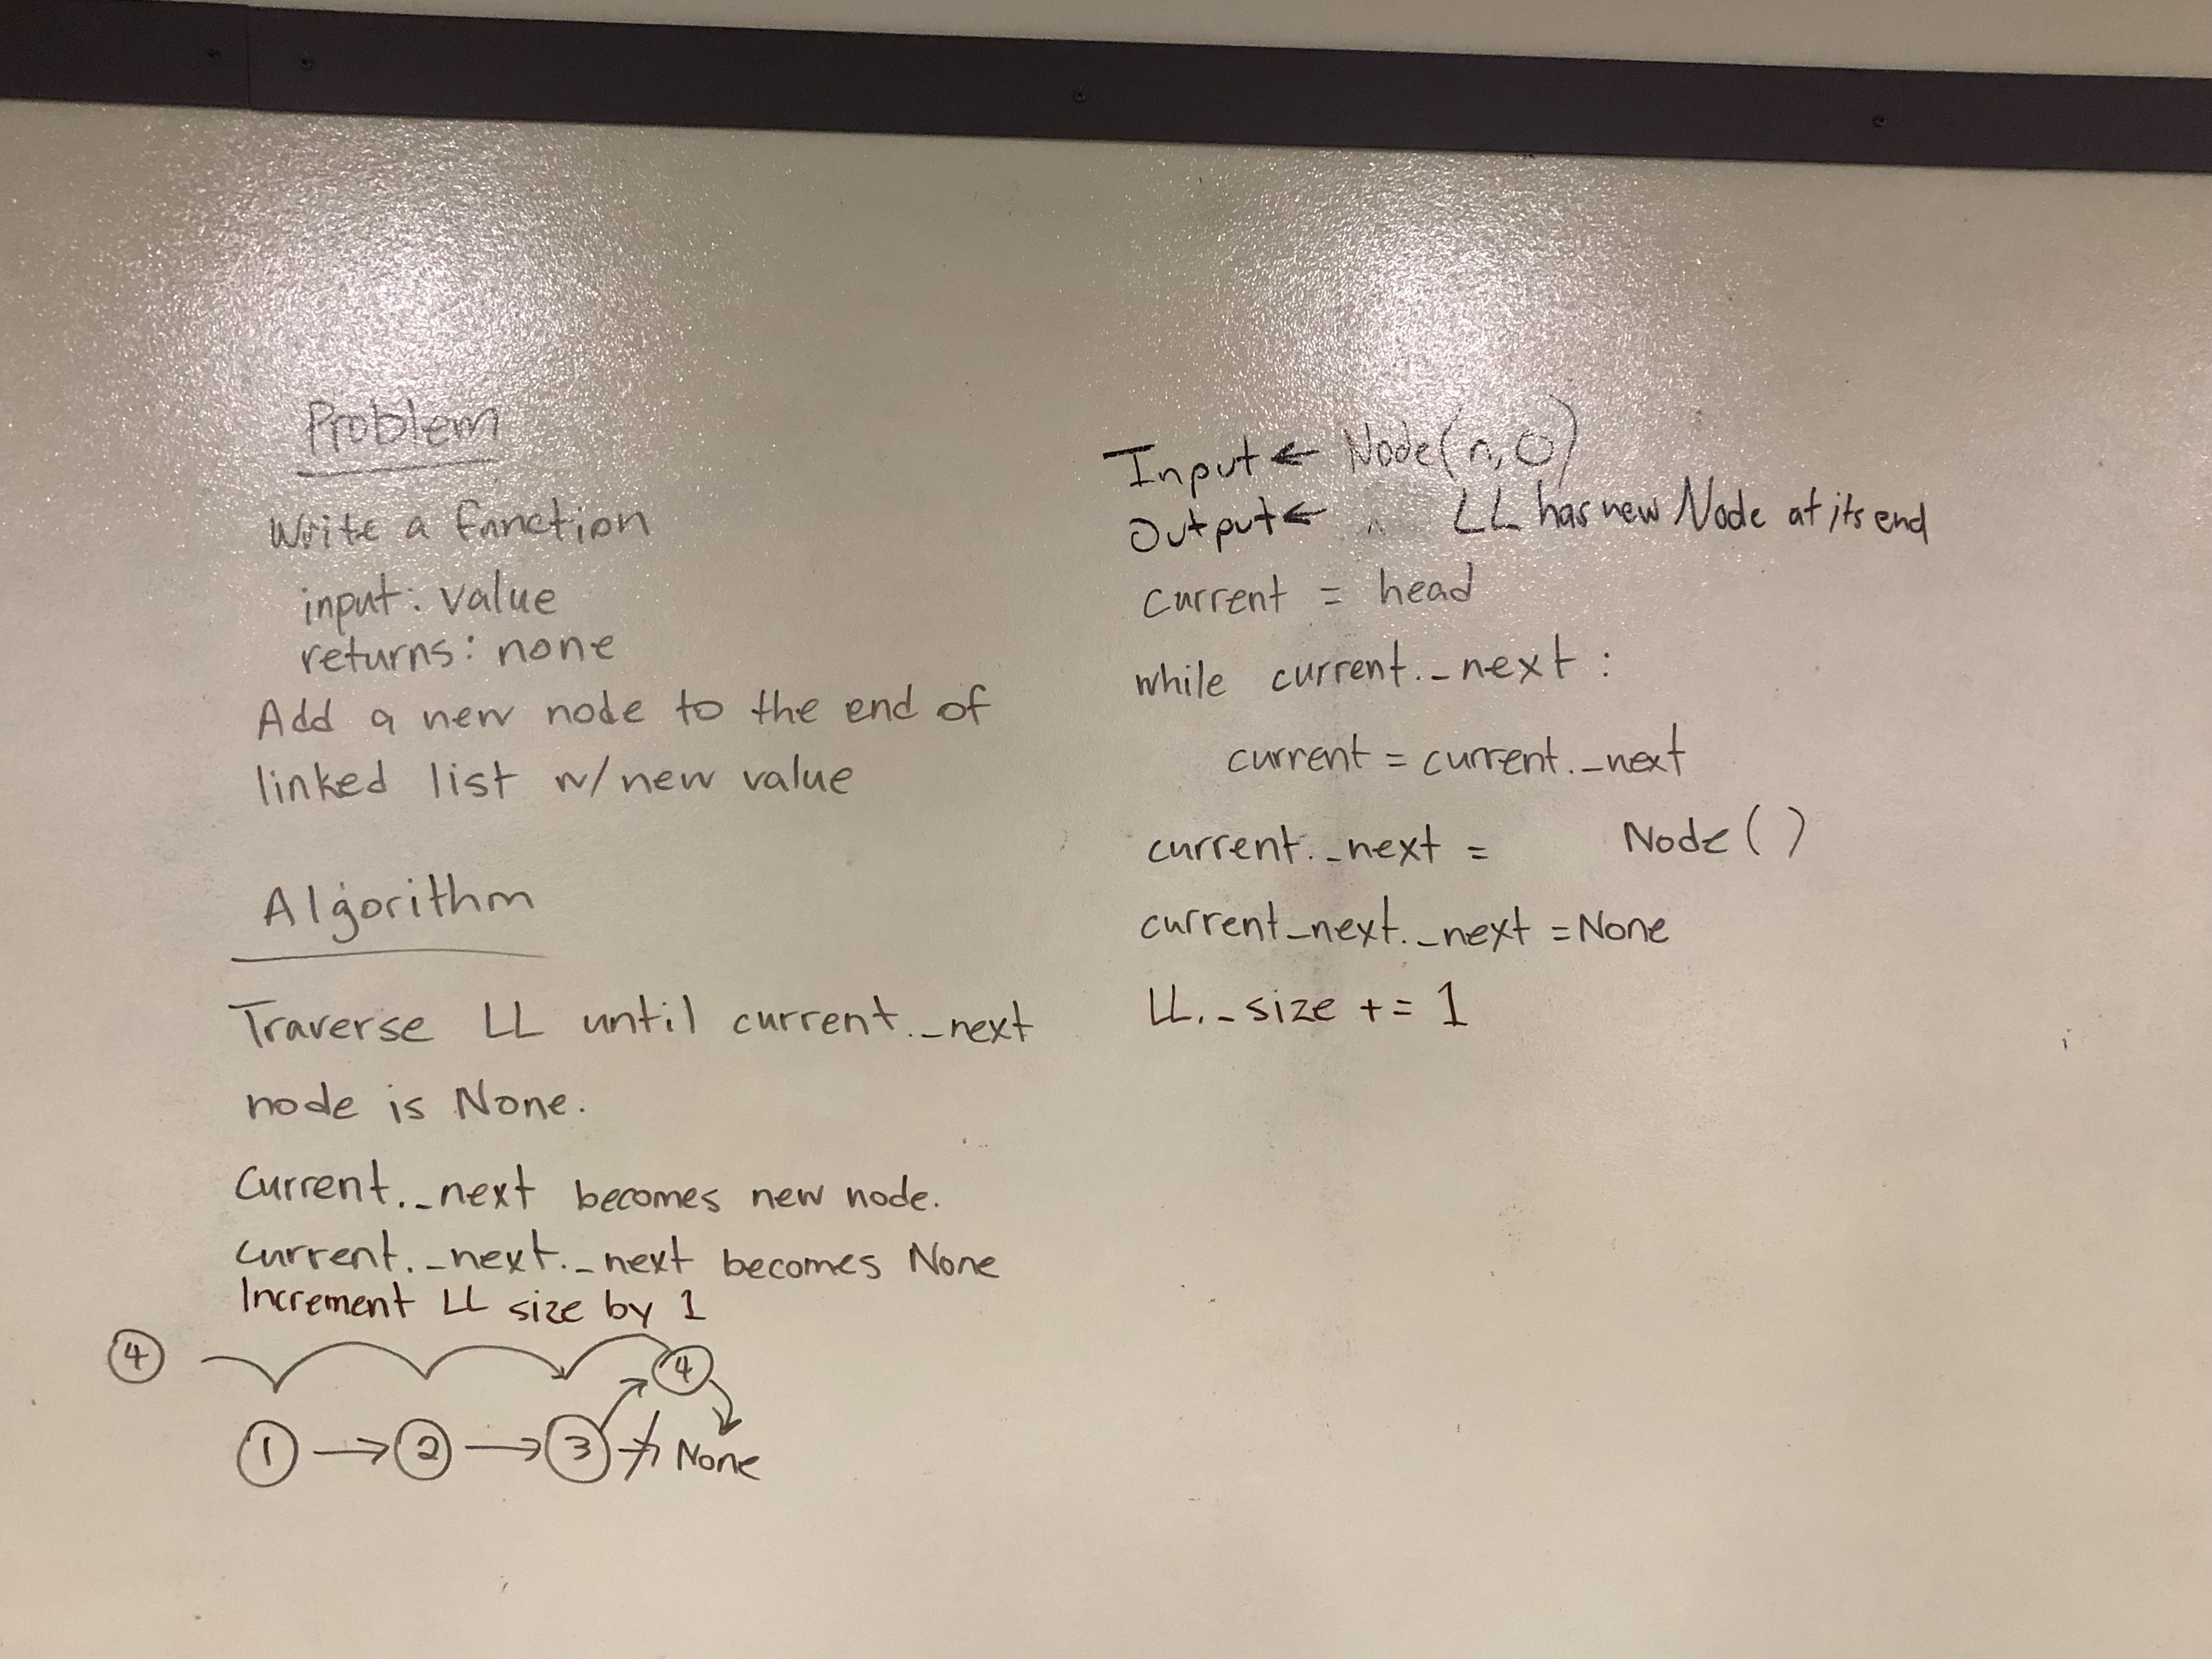 Problem
Write a function
input: value
returns: none
Add a new node to the end of
linked list w/ new value
Algorithm
Traverse LL until current._next
node is None.
Current._next becomes new node.
current._next._next becomes None
Increment LL size by 1
4
4
1 → 2 → 3 → None
Input ← Node(n, 0)
Output ← LL has new Node at its end
current = head
while current._next :
current = current._next
current._next = Node ( )
current_next._next = None
LL._size += 1